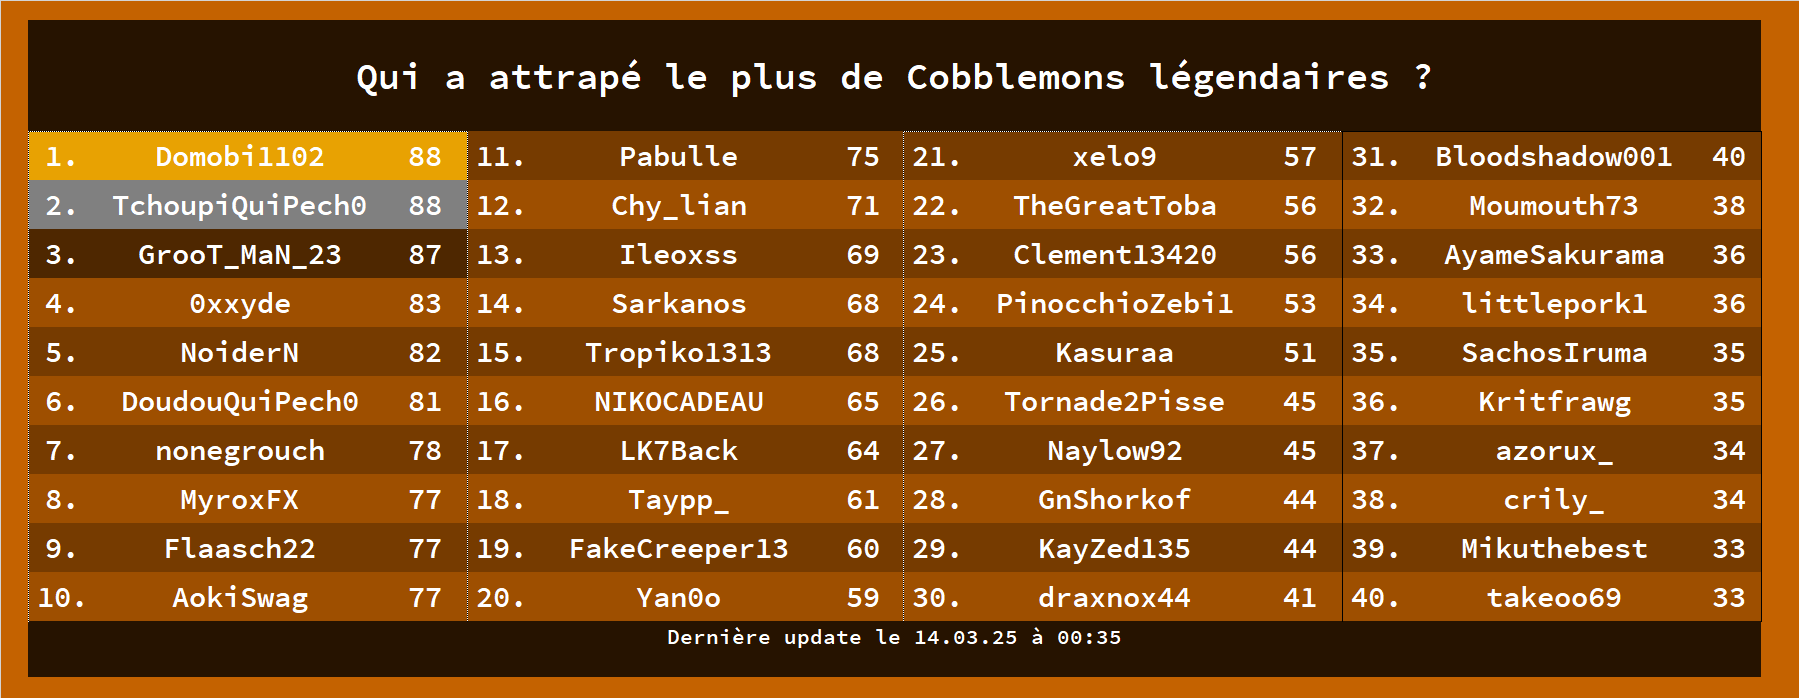 Qui a attrapé le plus de Cobblemons légendaires ?
1. Domobi1102 88
2. TchoupiQuiPech0 88
3. GrooT_MaN_23 87
4. 0xxyde 83
5. NoiderN 82
6. DoudouQuiPech0 81
7. nonegrouch 78
8. MyroxFX 77
9. Flaasch22 77
10. AokiSwag 77
11. Pabulle 75
12. Chy_lian 71
13. Ileoxss 69
14. Sarkanos 68
15. Tropiko1313 68
16. NIKOCADEAU 65
17. LK7Back 64
18. Taypp_ 61
19. FakeCreeper13 60
20. Yan0o 59
21. xelo9 57
22. TheGreatToba 56
23. Clement13420 56
24. PinocchioZebi1 53
25. Kasuraa 51
26. Tornade2Pisse 45
27. Naylow92 45
28. GnShorkof 44
29. KayZed135 44
30. draxnox44 41
31. Bloodshadow001 40
32. Moumouth73 38
33. AyameSakurama 36
34. littlepork1 36
35. SachosIruma 35
36. Kritfrawg 35
37. azorux_ 34
38. crily_ 34
39. Mikuthebest 33
40. takeoo69 33
Dernière update le 14.03.25 à 00:35